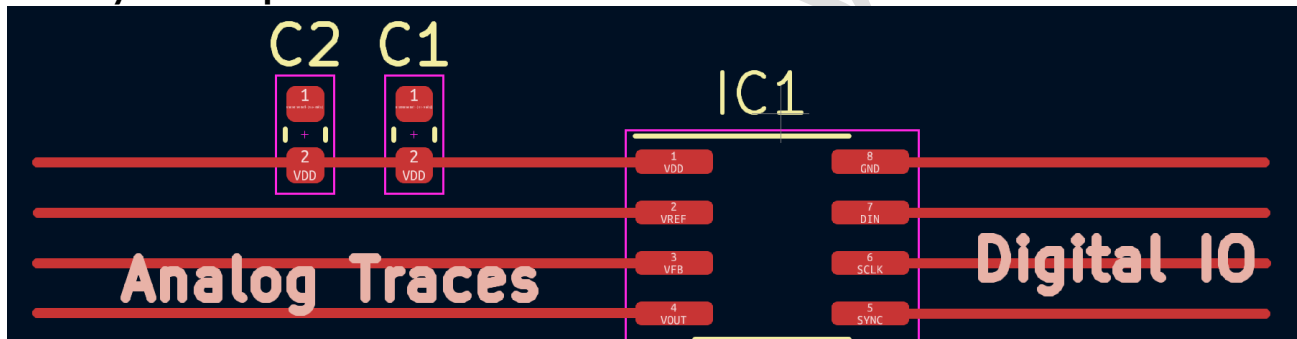 C2 C1
IC1
1
1
2
VDD
2
VDD
1
VDD
8
GND
2
VREF
7
DIN
3
VFB
6
SCLK
4
VOUT
5
SYNC
Analog Traces
Digital IO